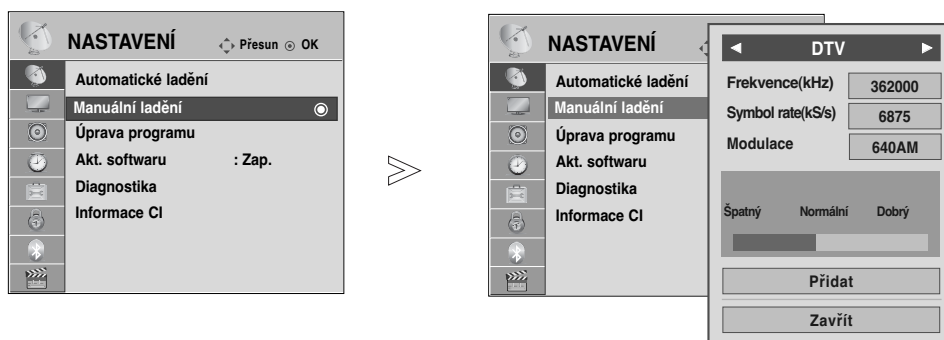 NASTAVENÍ Přesun OK
Automatické ladění
Manuální ladění
Úprava programu
Akt. softwaru : Zap.
Diagnostika
Informace CI
NASTAVENÍ
Automatické ladění
Manuální ladění
Úprava programu
Akt. softwaru
Diagnostika
Informace CI
◄ DTV ►
Frekvence(kHz) 362000
Symbol rate(kS/s) 6875
Modulace 640AM
Špatný Normální Dobrý
Přidat
Zavřít